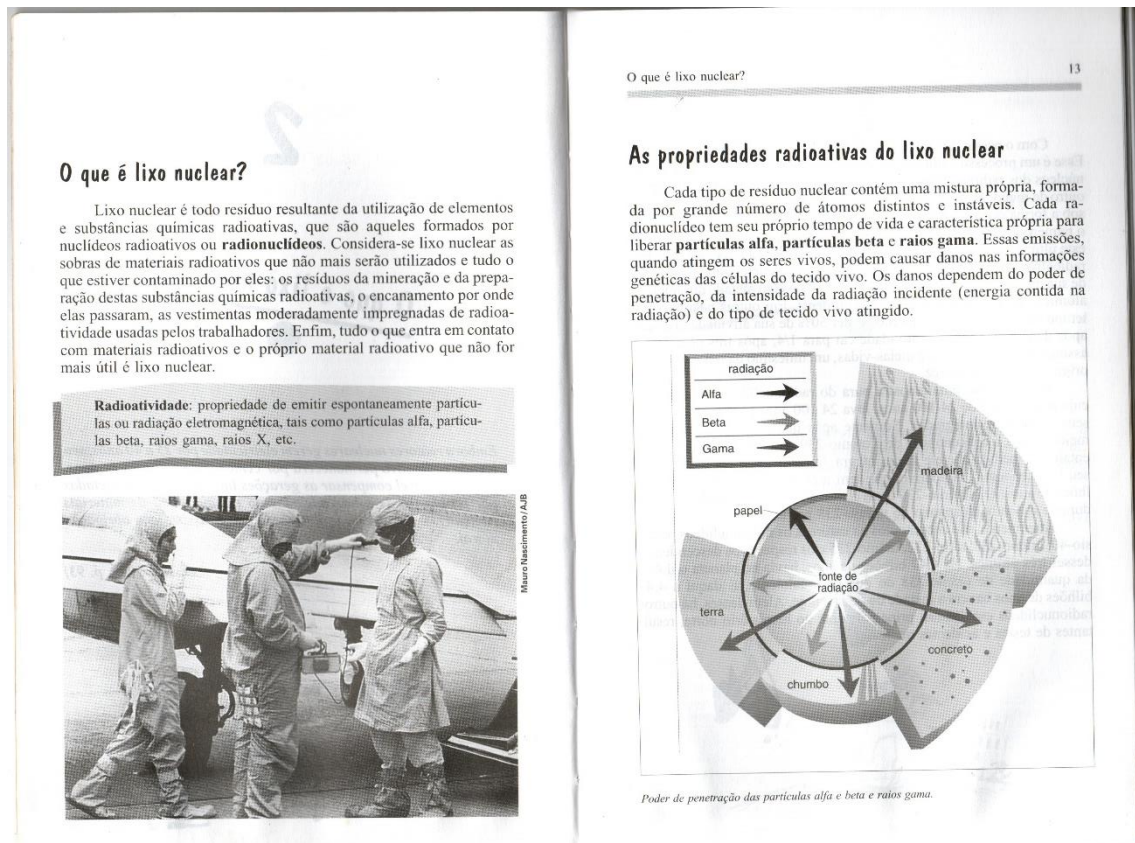 2
O que é lixo nuclear?
Lixo nuclear é todo resíduo resultante da utilização de elementos
e substâncias químicas radioativas, que são aqueles formados por
nuclídeos radioativos ou radionuclídeos. Considera-se lixo nuclear as
sobras de materiais radioativos que não mais serão utilizados e tudo o
que estiver contaminado por eles: os resíduos da mineração e da prepa-
ração destas substâncias químicas radioativas, o encanamento por onde
elas passaram, as vestimentas moderadamente impregnadas de radioa-
tividade usadas pelos trabalhadores. Enfim, tudo o que entra em contato
com materiais radioativos e o próprio material radioativo que não for
mais útil é lixo nuclear.
Radioatividade: propriedade de emitir espontaneamente partícu-
las ou radiação eletromagnética, tais como partículas alfa, partícu-
las beta, raios gama, raios X, etc.
Mauro Nascimento/AJB
O que é lixo nuclear?
13
As propriedades radioativas do lixo nuclear
Cada tipo de resíduo nuclear contém uma mistura própria, forma-
da por grande número de átomos distintos e instáveis. Cada ra-
dionuclídeo tem seu próprio tempo de vida e característica própria para
liberar partículas alfa, partículas beta e raios gama. Essas emissões,
quando atingem os seres vivos, podem causar danos nas informações
genéticas das células do tecido vivo. Os danos dependem do poder de
penetração, da intensidade da radiação incidente (energia contida na
radiação) e do tipo de tecido vivo atingido.
radiação
Alfa
Beta
Gama
madeira
papel
fonte de
radiação
terra
concreto
chumbo
Poder de penetração das partículas alfa e beta e raios gama.